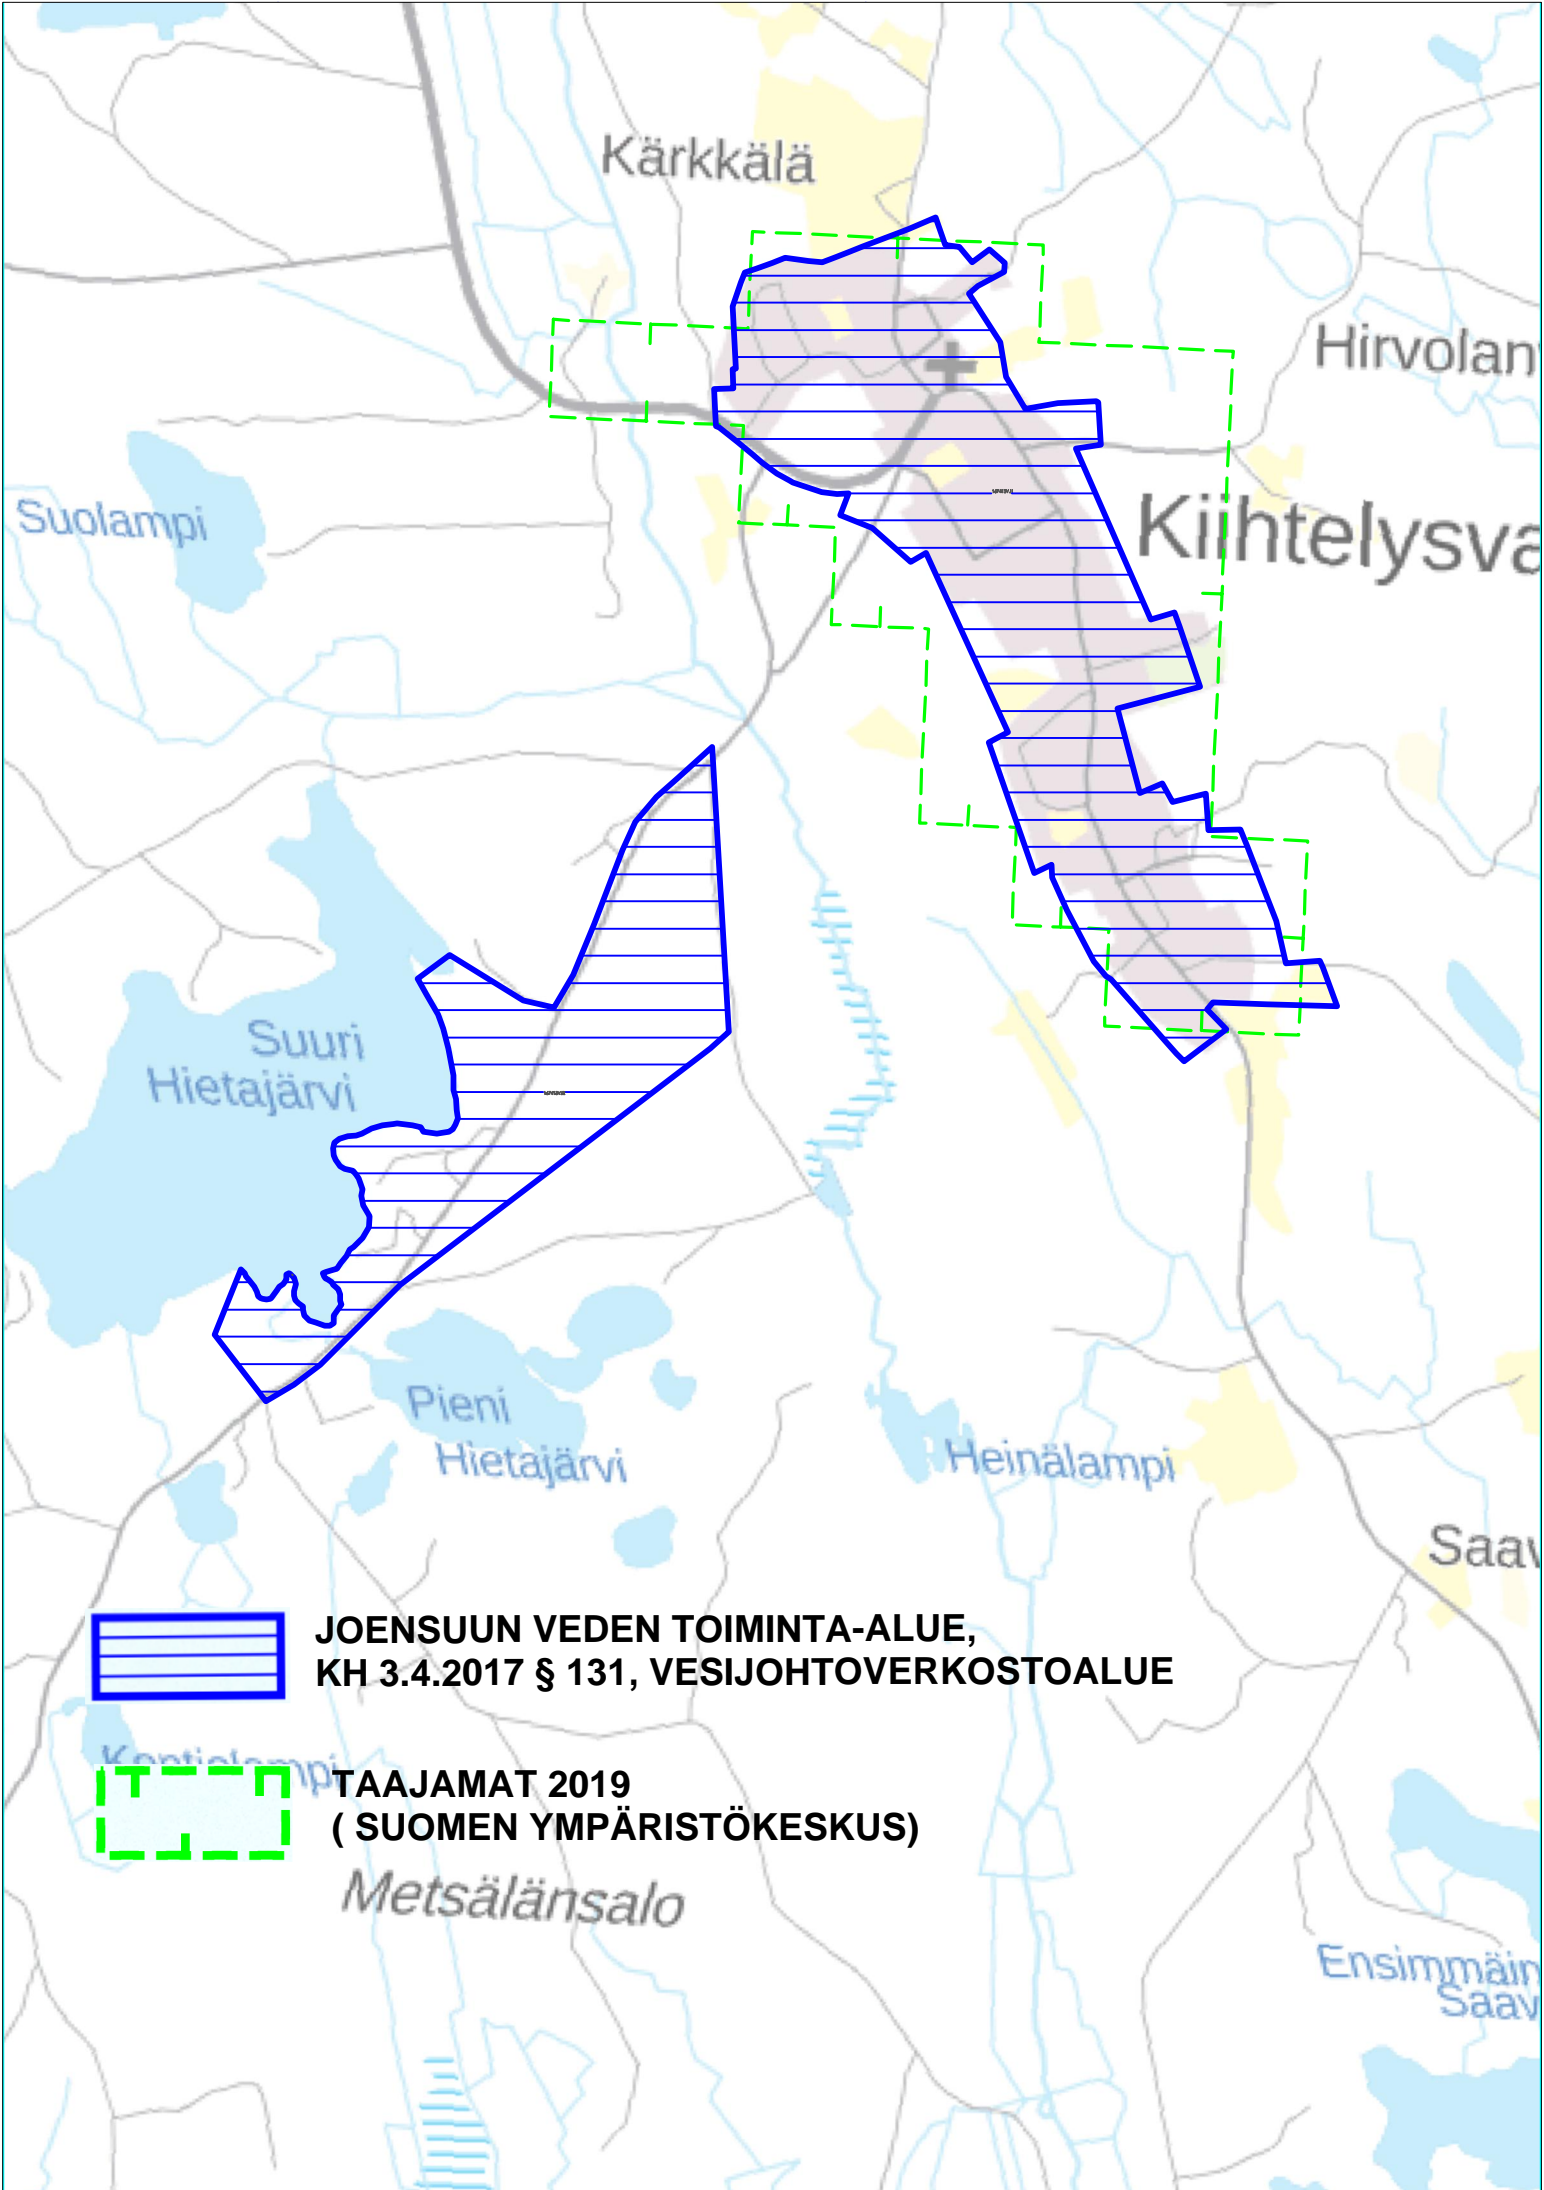 Kärkkälä
Hirvolan
Suolampi
Kiihtelysva
Suuri
Hietajärvi
Pieni
Hietajärvi
Heinälampi
Saav
JOENSUUN VEDEN TOIMINTA-ALUE,
KH 3.4.2017 § 131, VESIJOHTOVERKOSTOALUE
Kontiolampi
TAAJAMAT 2019
( SUOMEN YMPÄRISTÖKESKUS)
Metsälänsalo
Ensimmäin
Saav